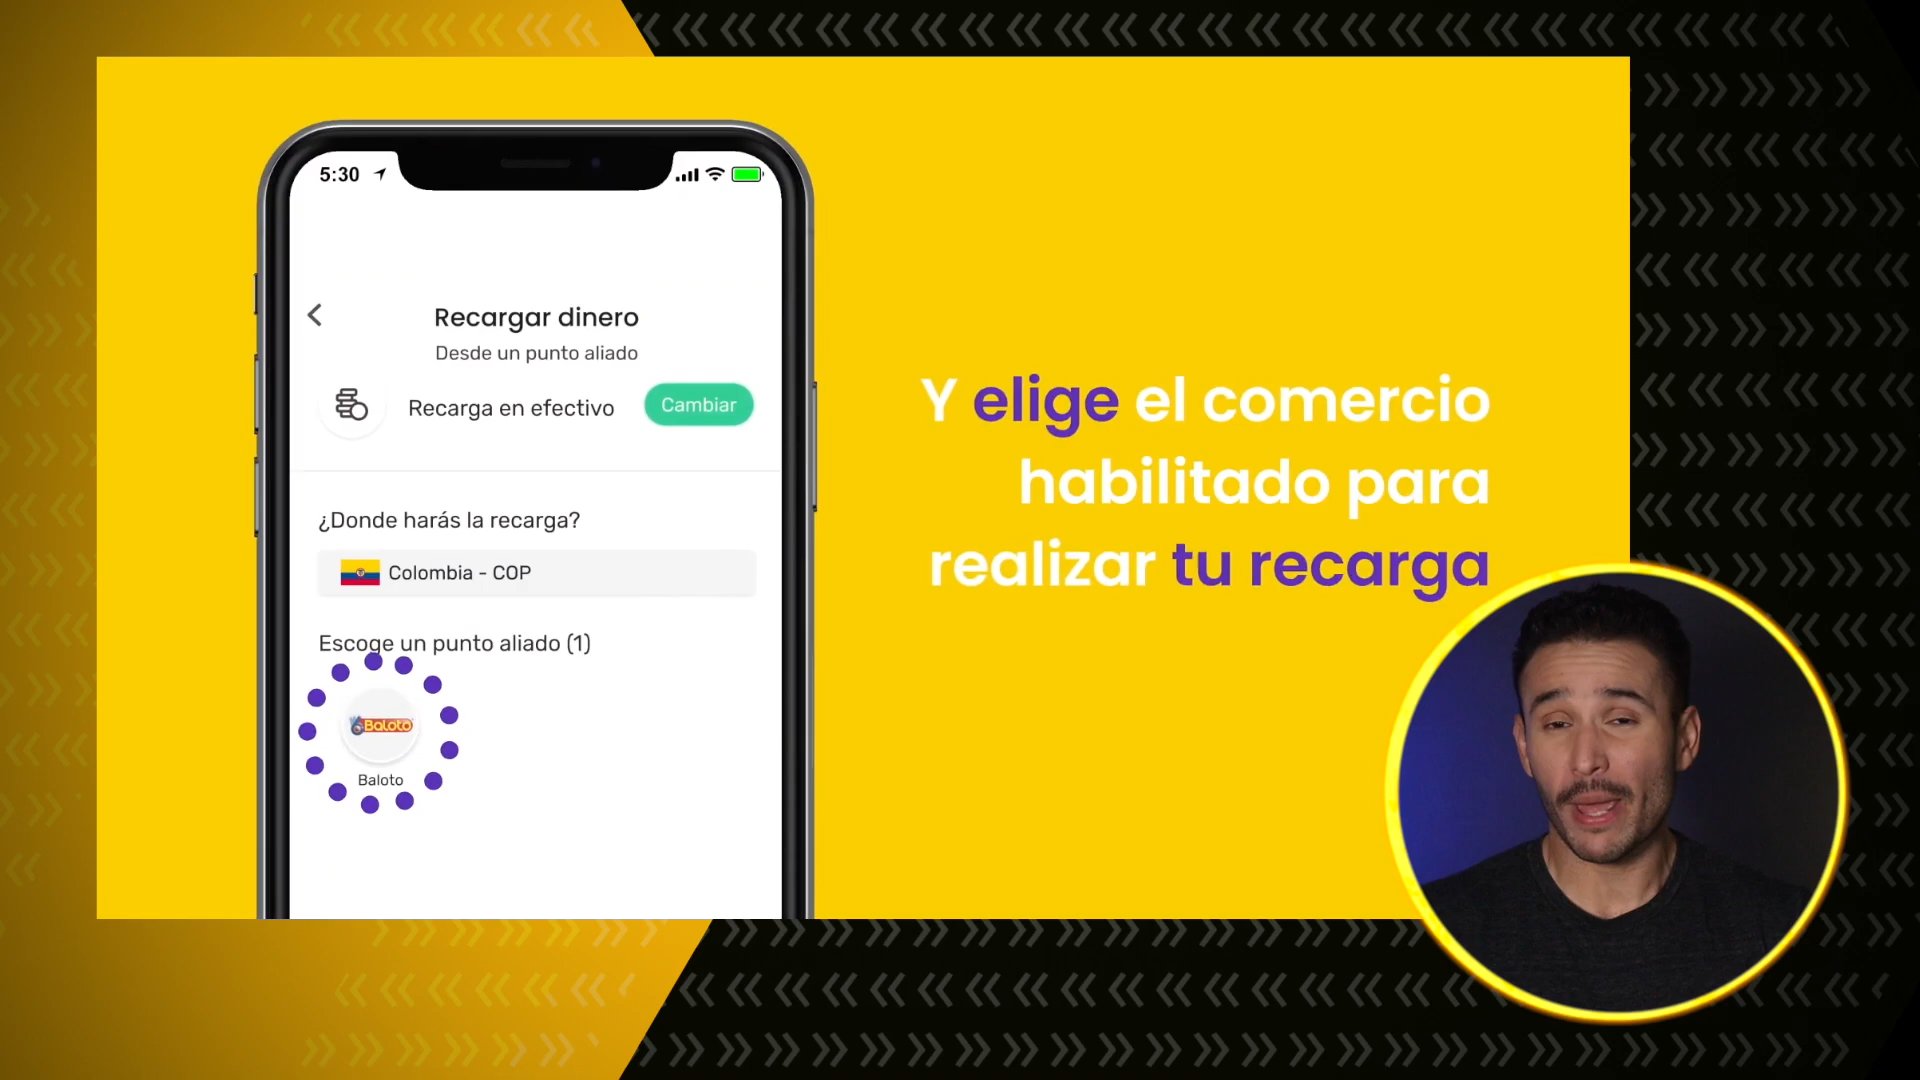 5:30
Recargar dinero
Desde un punto aliado
Recarga en efectivo
Cambiar
¿Donde harás la recarga?
Colombia - COP
Escoge un punto aliado (1)
Baloto
Baloto
Y elige el comercio
habilitado para
realizar tu recarga